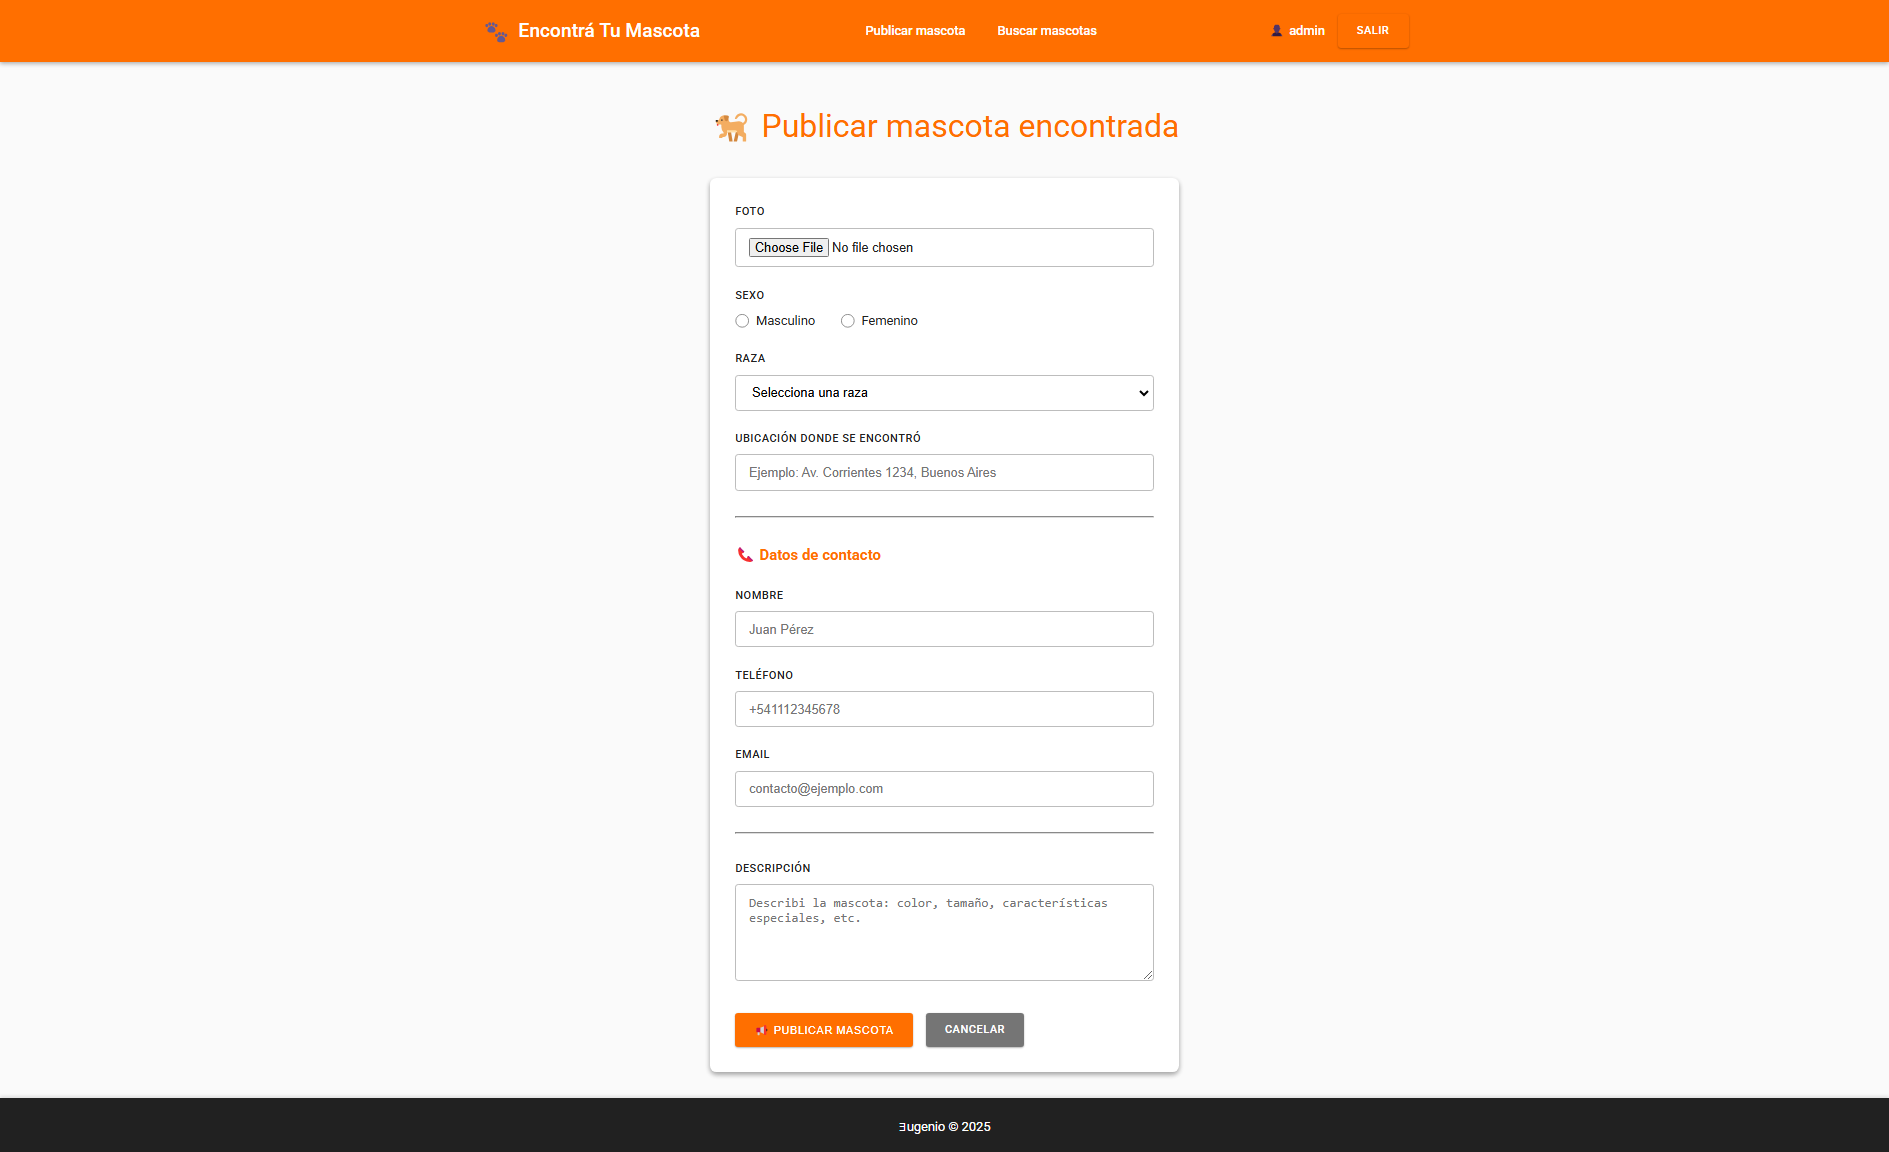 Encontrá Tu Mascota
Publicar mascota
Buscar mascotas
admin
SALIR
Publicar mascota encontrada
FOTO
Choose File No file chosen
SEXO
Masculino
Femenino
RAZA
Selecciona una raza
UBICACIÓN DONDE SE ENCONTRÓ
Ejemplo: Av. Corrientes 1234, Buenos Aires
Datos de contacto
NOMBRE
Juan Pérez
TELÉFONO
+541112345678
EMAIL
contacto@ejemplo.com
DESCRIPCIÓN
Describi la mascota: color, tamaño, características
especiales, etc.
PUBLICAR MASCOTA
CANCELAR
Ǝugenio © 2025